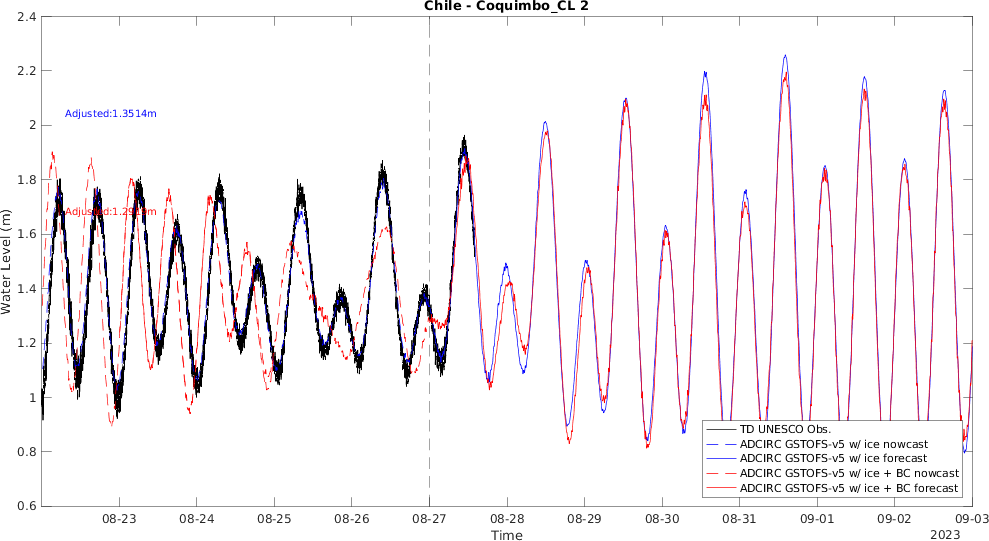 Chile - Coquimbo_CL 2
2.4
2.2
2
1.8
1.6
1.4
1.2
1
0.8
0.6
Water Level (m)
Adjusted:1.3514m
08-23
08-24
08-25
08-26
08-27
08-28
08-29
08-30
08-31
09-01
09-02
09-03
2023
Time
TD UNESCO Obs.
ADCIRC GSTOFS-v5 w/ ice nowcast
ADCIRC GSTOFS-v5 w/ ice forecast
ADCIRC GSTOFS-v5 w/ ice + BC nowcast
ADCIRC GSTOFS-v5 w/ ice + BC forecast